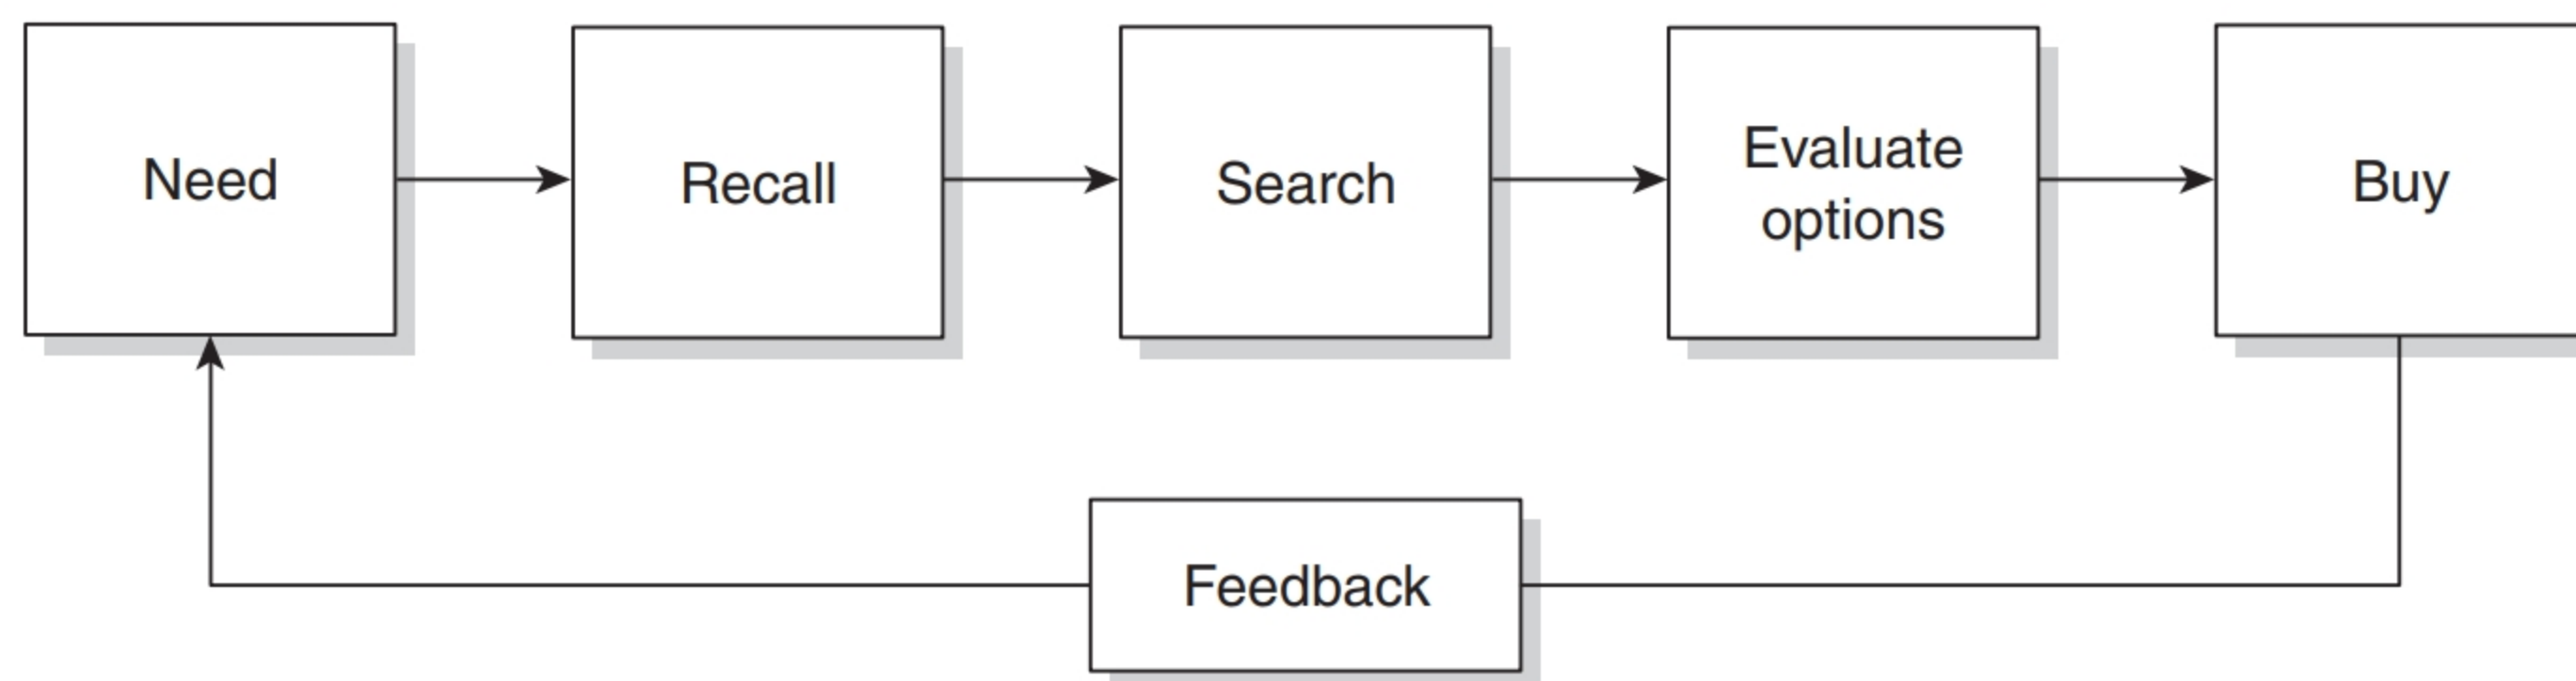 Need
Recall
Search
Evaluate
options
Buy
Feedback